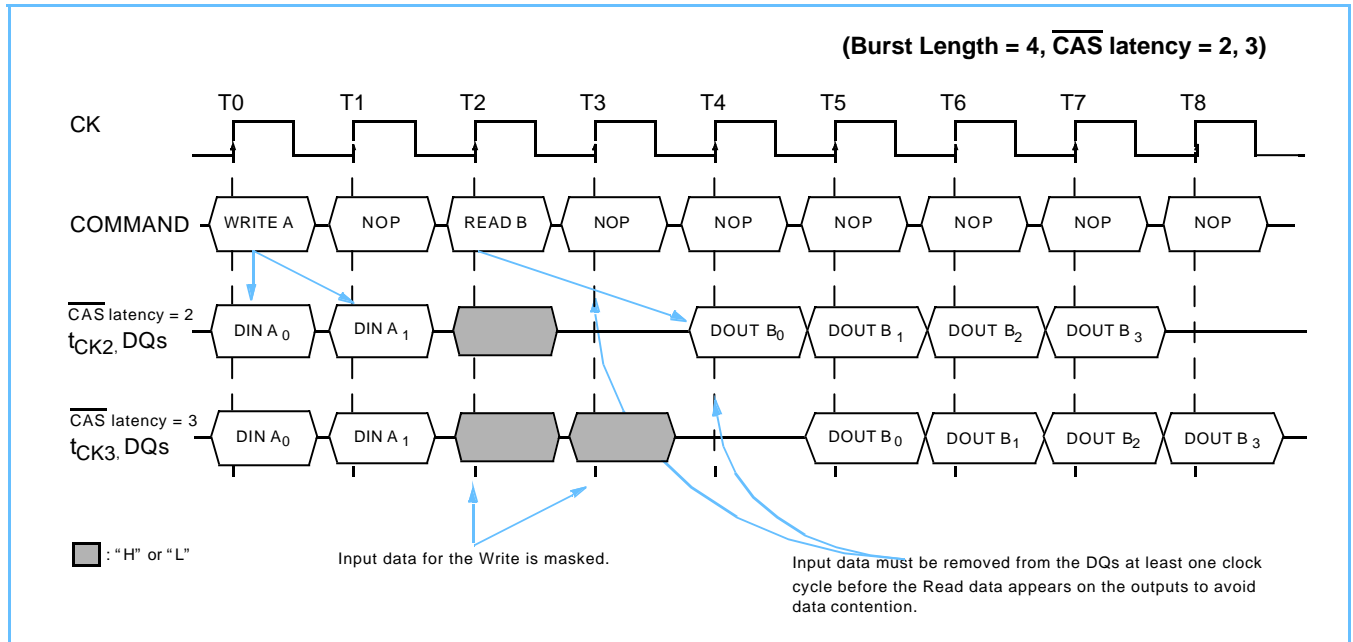 (Burst Length = 4, CAS latency = 2, 3)
T0 T1 T2 T3 T4 T5 T6 T7 T8
CK
COMMAND WRITE A NOP READ B NOP NOP NOP NOP NOP NOP
CAS latency = 2
tCK2, DQs DIN A0 DIN A1 DOUT B0 DOUT B1 DOUT B2 DOUT B3
CAS latency = 3
tCK3, DQs DIN A0 DIN A1 DOUT B0 DOUT B1 DOUT B2 DOUT B3
: “H” or “L”
Input data for the Write is masked.
Input data must be removed from the DQs at least one clock
cycle before the Read data appears on the outputs to avoid
data contention.